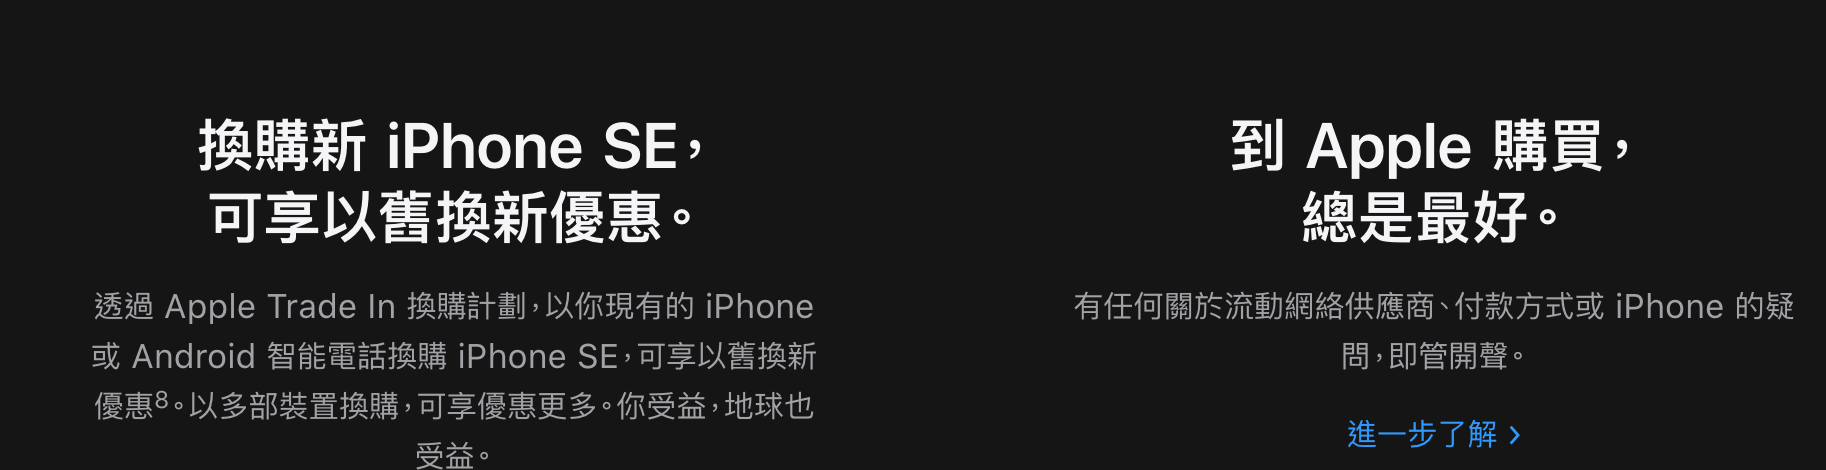 換購新 iPhone SE，
可享以舊換新優惠。
透過 Apple Trade In 換購計劃，以你現有的 iPhone
或 Android 智能電話換購 iPhone SE，可享以舊換新
優惠8。以多部裝置換購，可享優惠更多。你受益，地球也
受益。
到 Apple 購買，
總是最好。
有任何關於流動網絡供應商、付款方式或 iPhone 的疑
問，即管開聲。
進一步了解 >